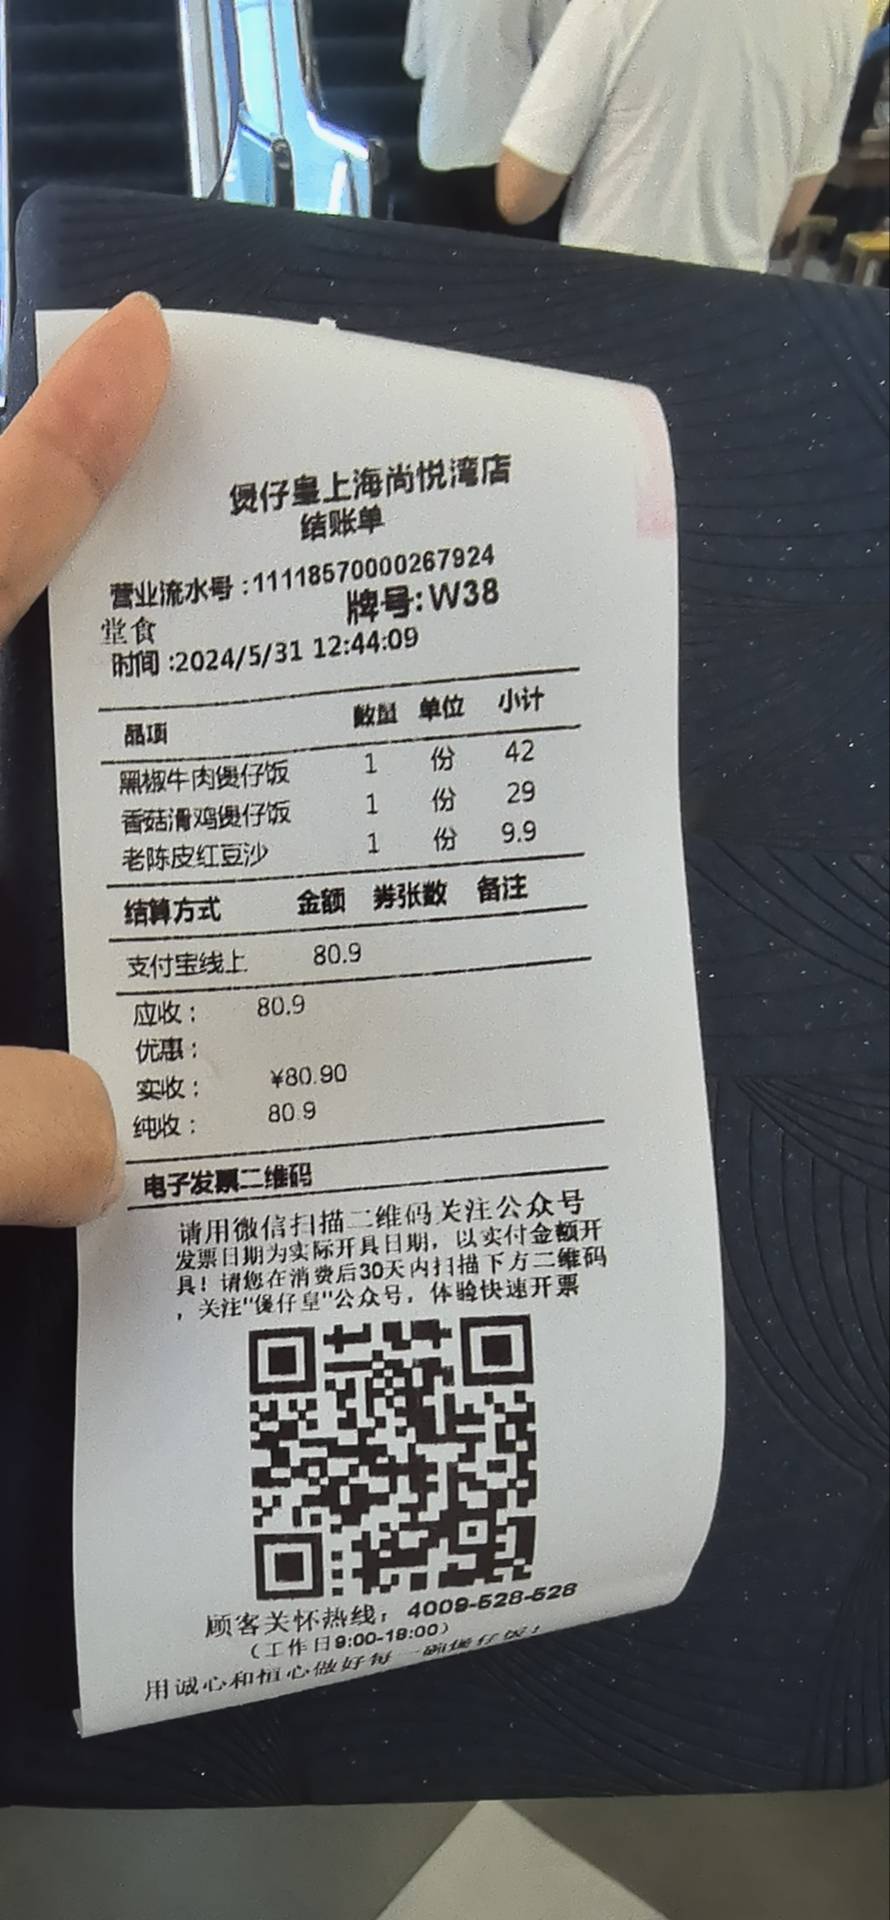 煲仔皇上海尚悦湾店
结账单
营业流水号:11118570000267924
牌号:W38
堂食
时间:2024/5/31 12:44:09
品项 数量 单位 小计
黑椒牛肉煲仔饭 1 份 42
香菇滑鸡煲仔饭 1 份 29
老陈皮红豆沙 1 份 9.9
结算方式 金额 券张数 备注
支付宝线上 80.9
应收: 80.9
优惠:
实收: ¥80.90
纯收: 80.9
电子发票二维码
请用微信扫描二维码关注公众号
发票日期为实际开具日期，以实付金额开
具！请您在消费后30天内扫描下方二维码
，关注"煲仔皇"公众号，体验快速开票
顾客关怀热线：4009-528-528
（工作日9:00-18:00）
用诚心和恒心做好每一碗煲仔饭！